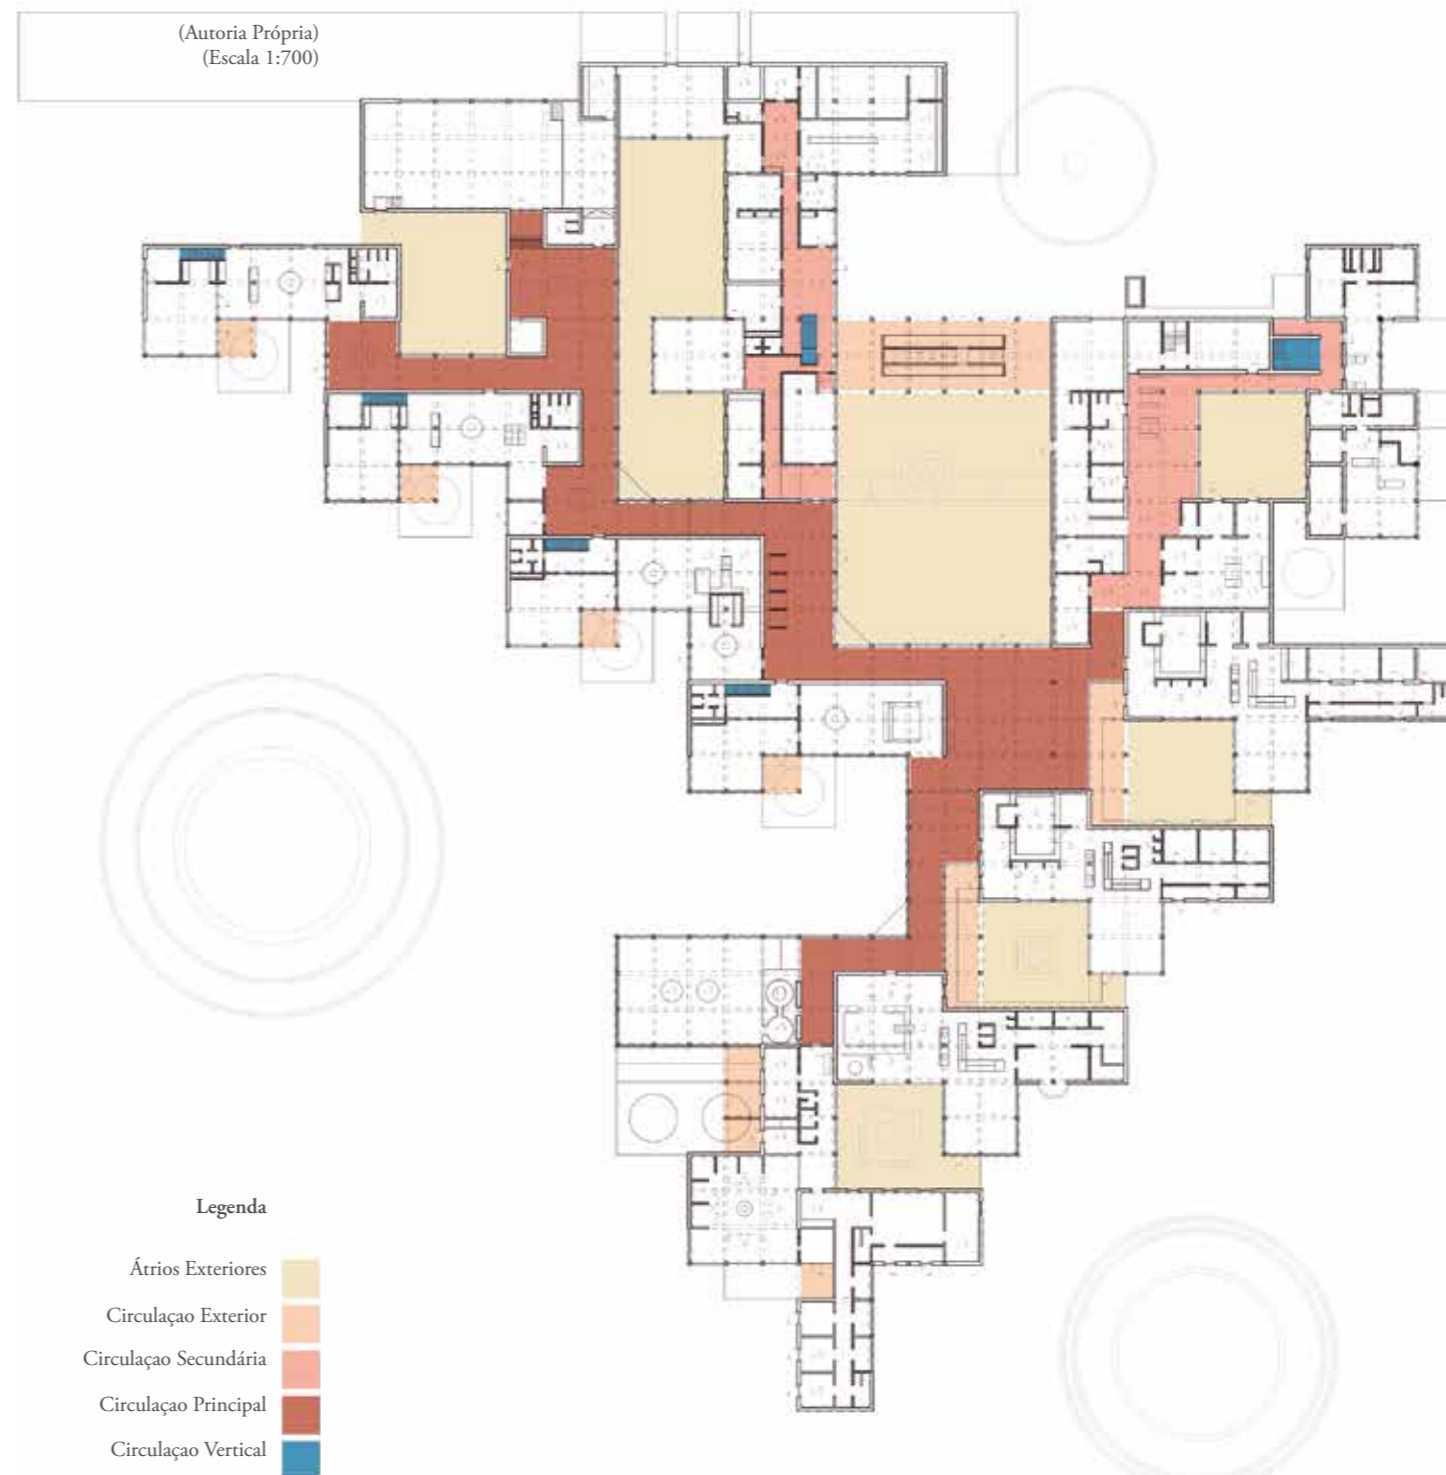 (Autoria Própria)
(Escala 1:700)
Legenda
Átrios Exteriores
Circulaçao Exterior
Circulaçao Secundária
Circulaçao Principal
Circulaçao Vertical